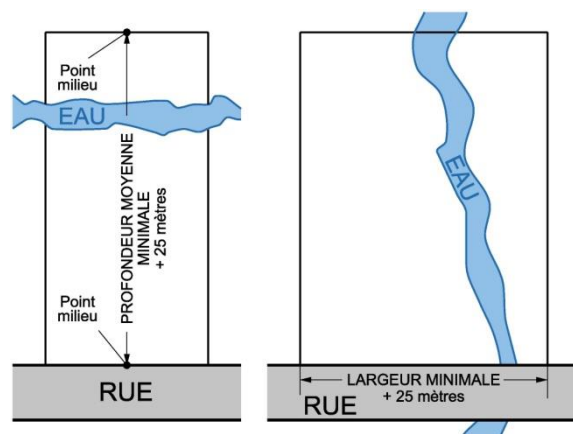 Point
milieu
EAU
PROFONDEUR MOYENNE
MINIMALE
+ 25 mètres
Point
milieu
RUE
EAU
LARGEUR MINIMALE
+ 25 mètres
RUE